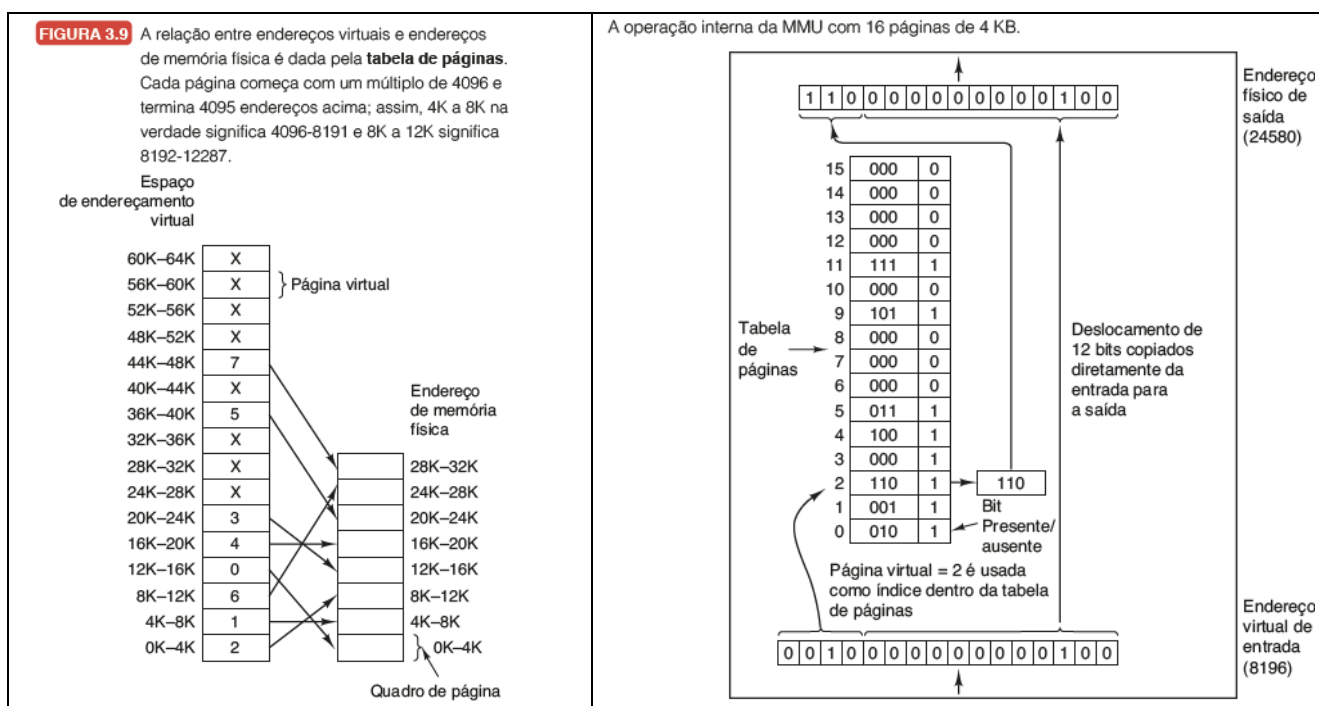 FIGURA 3.9 A relação entre endereços virtuais e endereços
de memória física é dada pela tabela de páginas.
Cada página começa com um múltiplo de 4096 e
termina 4095 endereços acima; assim, 4K a 8K na
verdade significa 4096-8191 e 8K a 12K significa
8192-12287.
Espaço
de endereçamento
virtual
60K–64K X
56K–60K X Página virtual
52K–56K X
48K–52K X
44K–48K 7
40K–44K X
36K–40K 5
32K–36K X
28K–32K X
24K–28K X
20K–24K 3
16K–20K 4
12K–16K 0
8K–12K 6
4K–8K 1
0K–4K 2
Endereço
de memória
física
28K–32K
24K–28K
20K–24K
16K–20K
12K–16K
8K–12K
4K–8K
0K–4K
Quadro de página
A operação interna da MMU com 16 páginas de 4 KB.
1 1 0 0 0 0 0 0 0 0 0 0 1 0 0
Endereço
físico de
saída
(24580)
15 000 0
14 000 0
13 000 0
12 000 0
11 111 1
10 000 0
9 101 1
8 000 0
7 000 0
6 000 0
5 011 1
4 100 1
3 000 1
2 110 1 110
1 001 1
0 010 1
Tabela
de
páginas
Bit
Presente/
ausente
Deslocamento de
12 bits copiados
diretamente da
entrada para
a saída
Página virtual = 2 é usada
como índice dentro da tabela
de páginas
0 0 1 0 0 0 0 0 0 0 0 0 0 1 0 0
Endereço
virtual de
entrada
(8196)